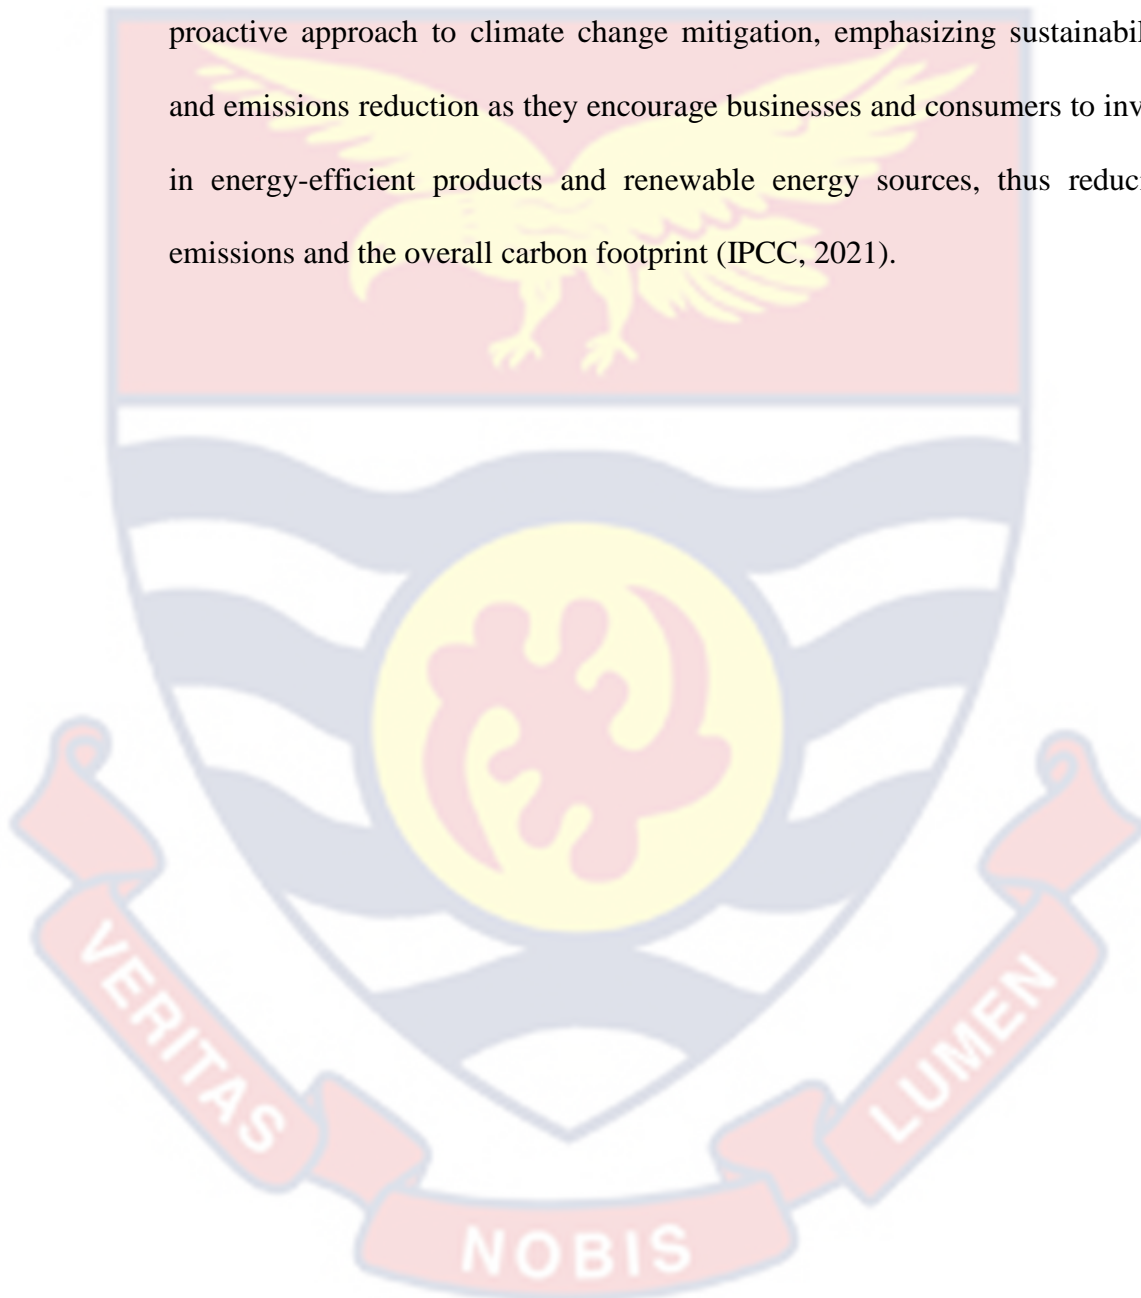 proactive approach to climate change mitigation, emphasizing sustainabil
and emissions reduction as they encourage businesses and consumers to inv
in energy-efficient products and renewable energy sources, thus reduc
emissions and the overall carbon footprint (IPCC, 2021).
VERITAS
NOBIS
LUMEN